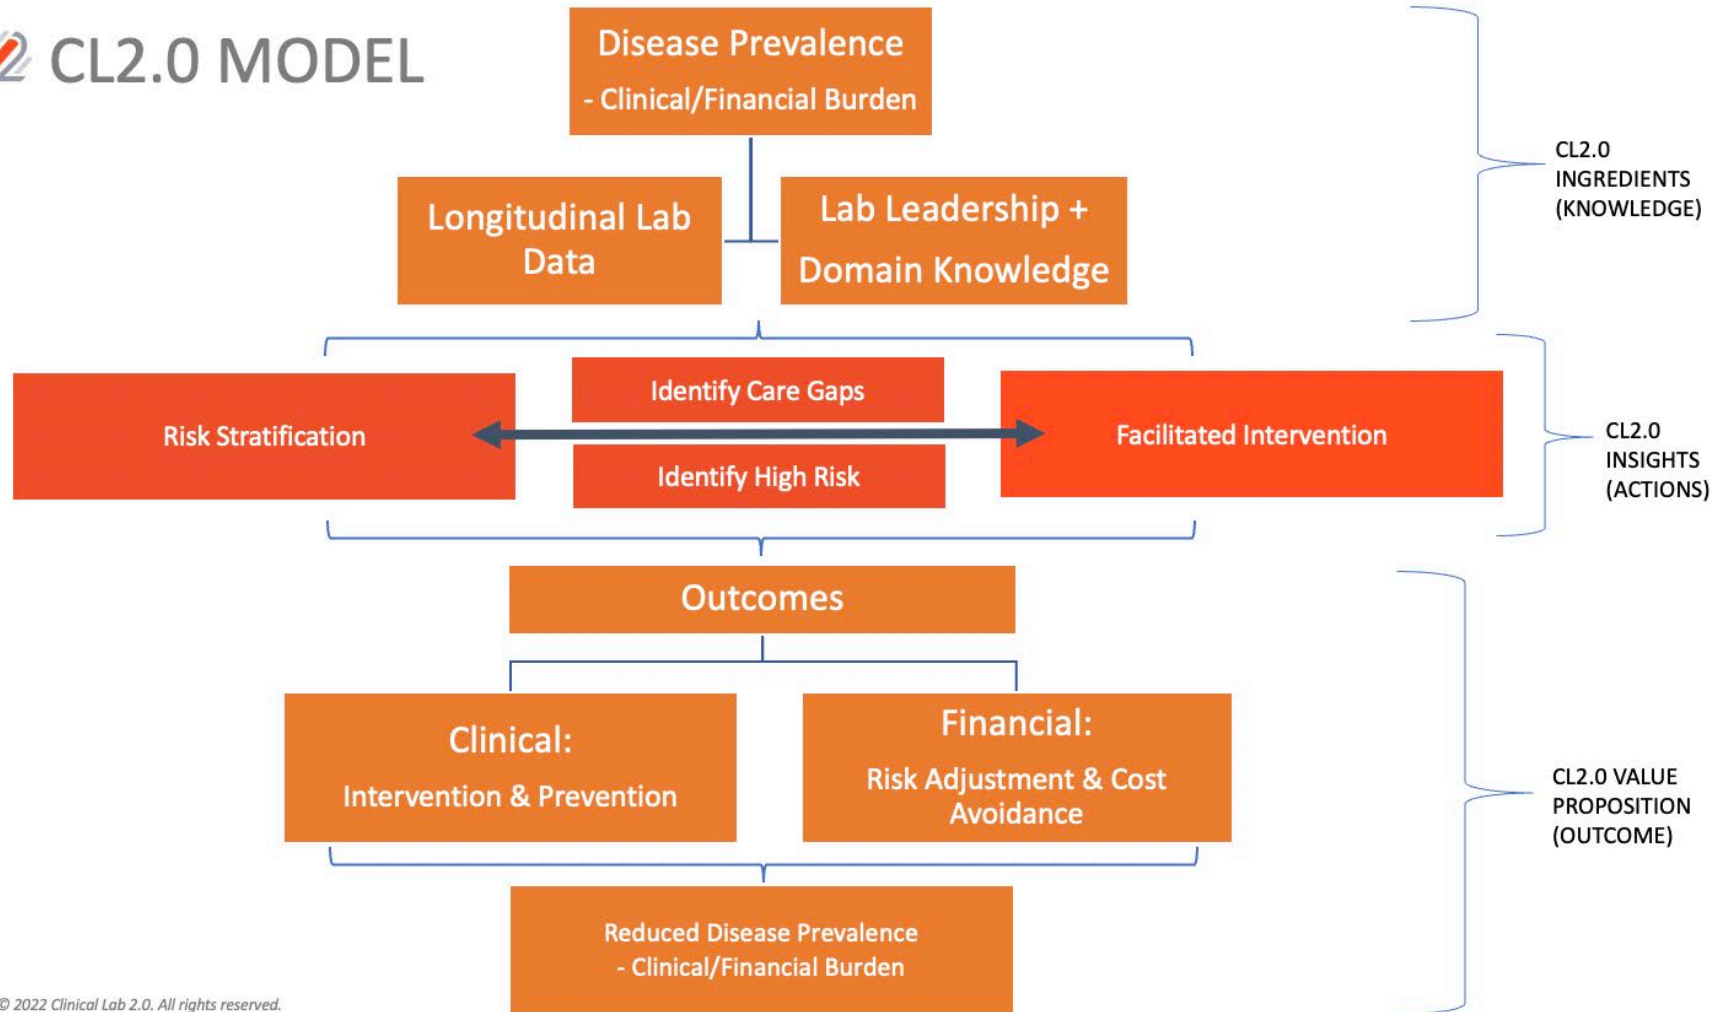 CL2.0 MODEL
Disease Prevalence
- Clinical/Financial Burden
Longitudinal Lab
Data
Lab Leadership +
Domain Knowledge
CL2.0
INGREDIENTS
(KNOWLEDGE)
Risk Stratification
Identify Care Gaps
Identify High Risk
Facilitated Intervention
CL2.0
INSIGHTS
(ACTIONS)
Outcomes
Clinical:
Intervention & Prevention
Financial:
Risk Adjustment & Cost
Avoidance
CL2.0 VALUE
PROPOSITION
(OUTCOME)
Reduced Disease Prevalence
- Clinical/Financial Burden
© 2022 Clinical Lab 2.0. All rights reserved.